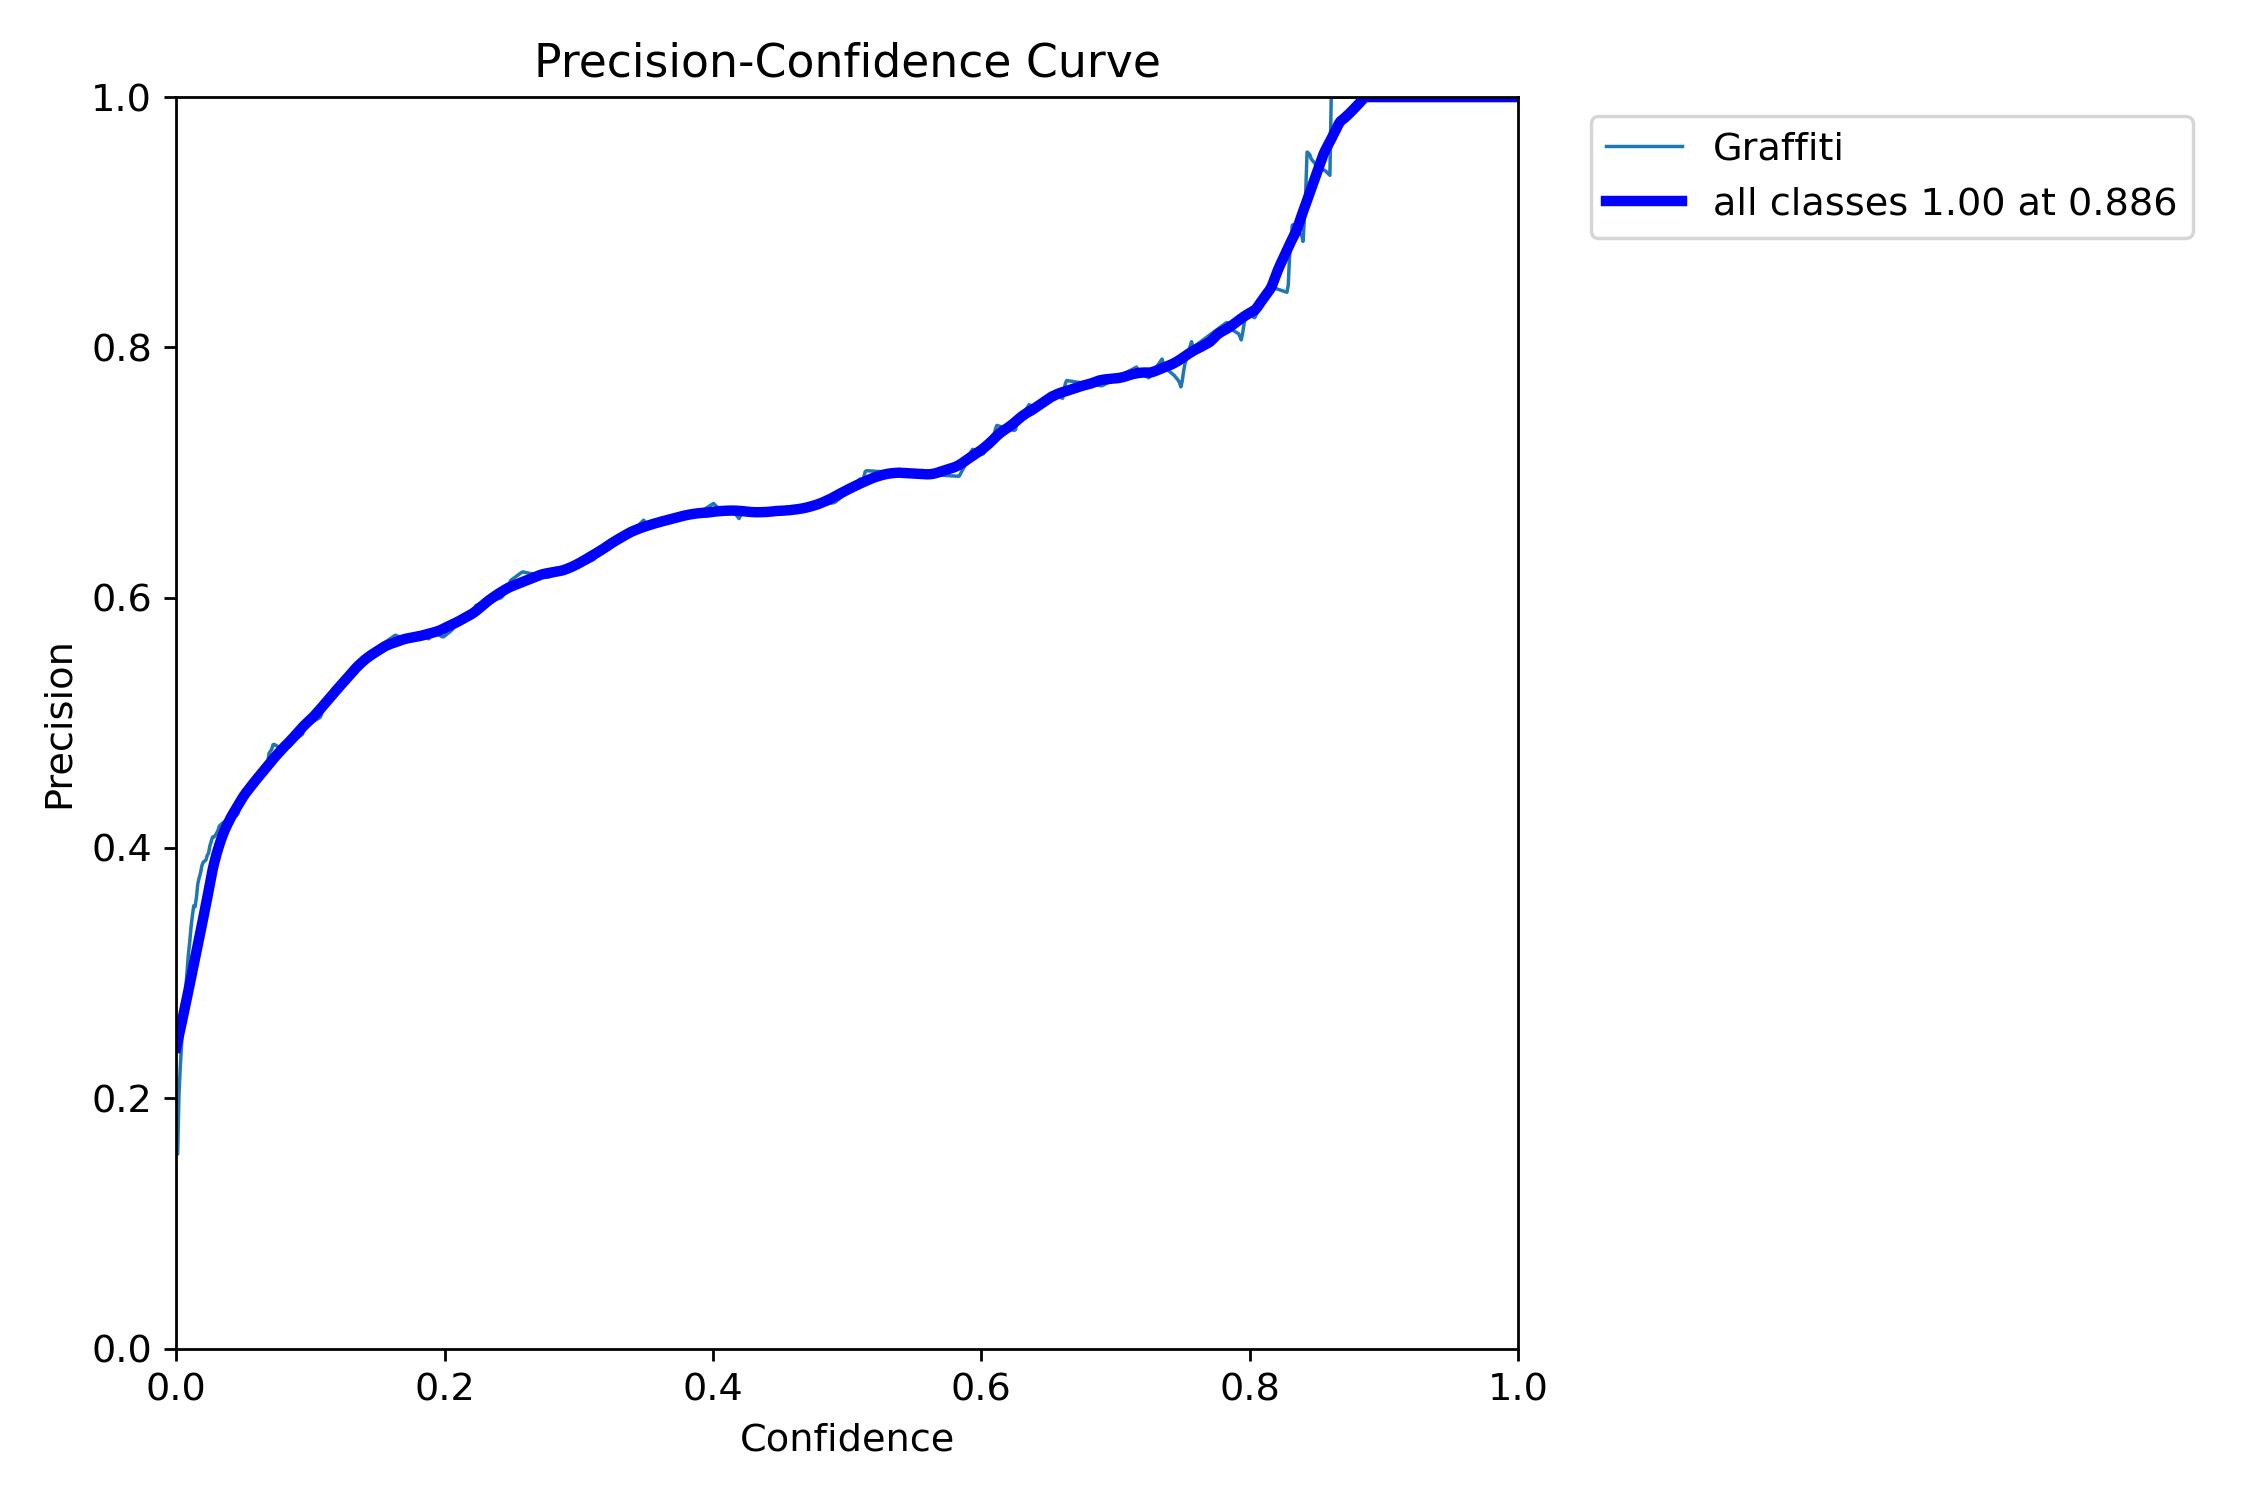 Precision-Confidence Curve
1.0
0.8
0.6
0.4
0.2
0.0
Precision
0.0 0.2 0.4 0.6 0.8 1.0
Confidence
Graffiti
all classes 1.00 at 0.886